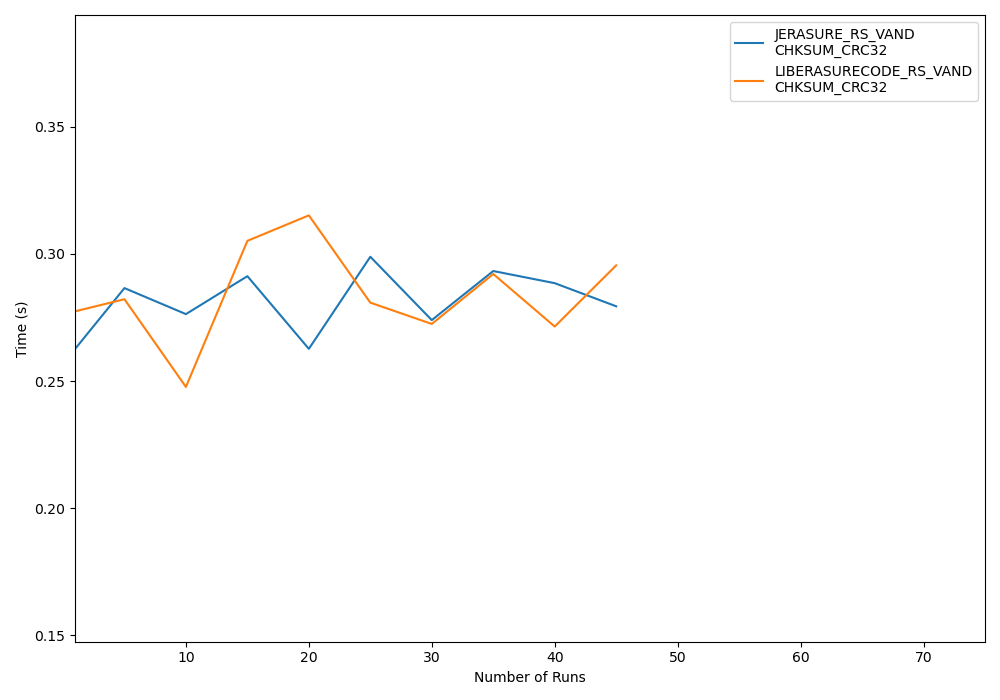 JERASURE_RS_VAND
CHKSUM_CRC32
LIBERASURECODE_RS_VAND
CHKSUM_CRC32
0.35
0.30
0.25
0.20
0.15
Time (s)
10 20 30 40 50 60 70
Number of Runs